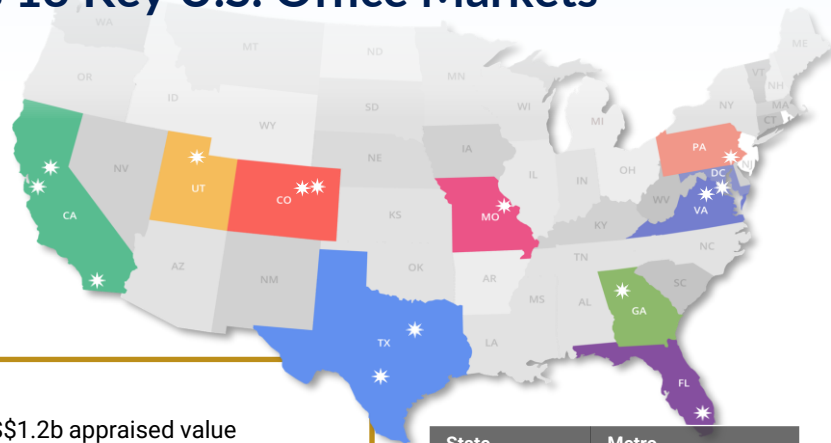 10 Key U.S. Office Markets
WA
MT
ND
ME
OR
MN
VT
NH
ID
SD
WI
NY
MA
WY
MI
CT
NE
IA
PA
NV
IL
IN
OH
NJ
UT
DC
CO
WV
VA
CA
KS
MO
KY
NC
AZ
OK
TN
NM
AR
SC
MS
AL
GA
TX
LA
FL
$1.2b appraised value
State
Metro